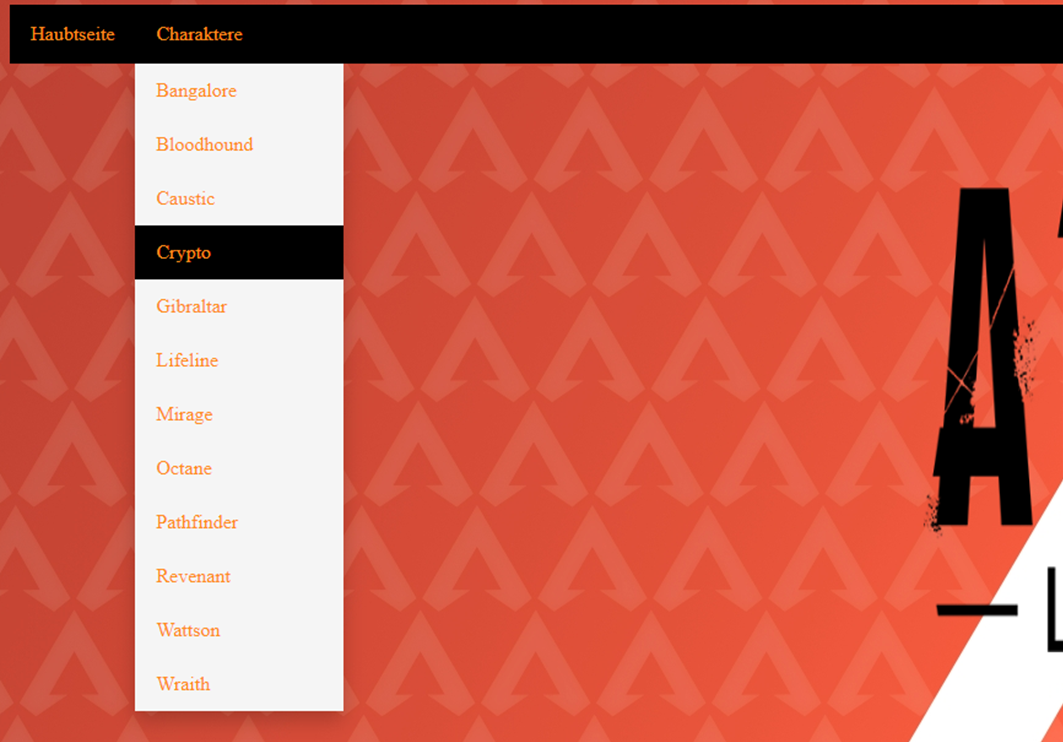 Haubtseite Charaktere
Bangalore
Bloodhound
Caustic
Crypto
Gibraltar
Lifeline
Mirage
Octane
Pathfinder
Revenant
Wattson
Wraith
A
— L